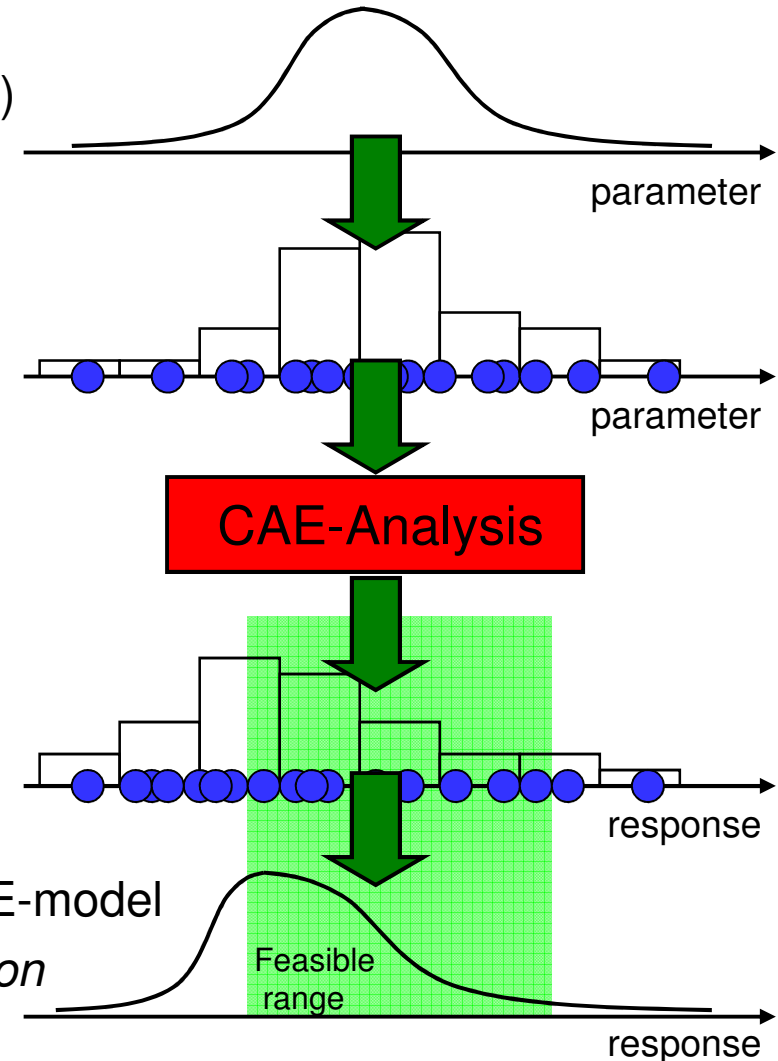 )
parameter
parameter
CAE-Analysis
response
E-model
on
Feasible
range
response